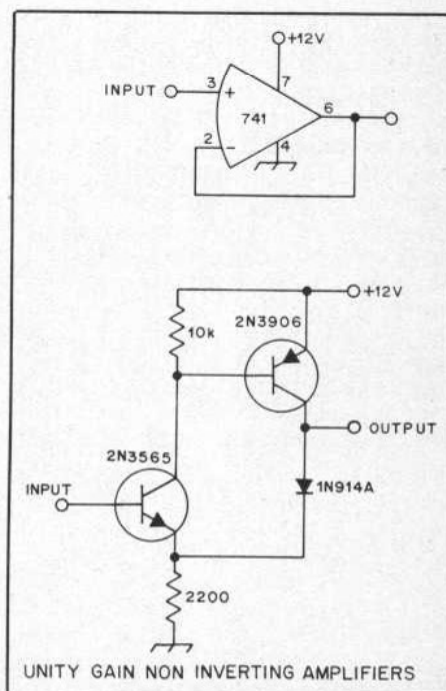 +12V
INPUT
3
+
7
741
6
2
−
4
+12V
10k
2N3906
2N3565
OUTPUT
INPUT
1N914A
2200
UNITY GAIN NON INVERTING AMPLIFIERS